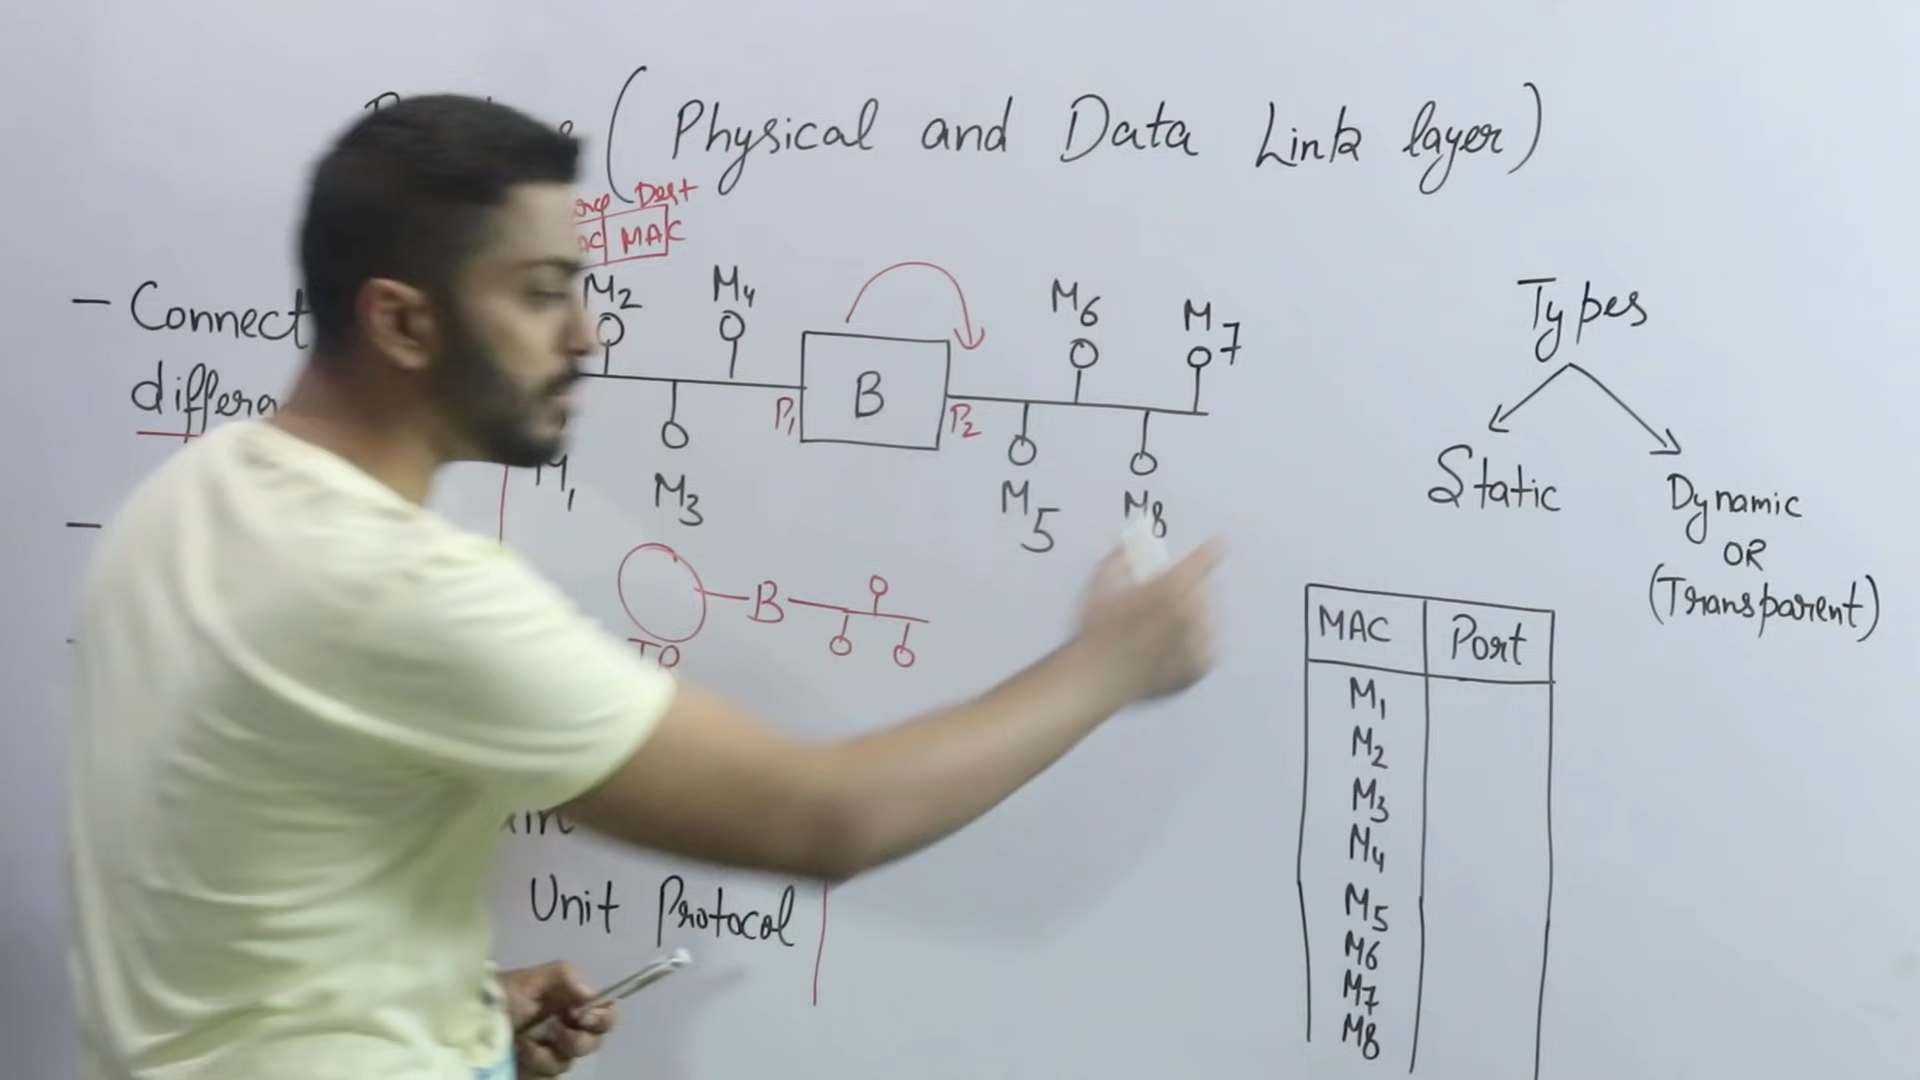 (Physical and Data Link layer)
Dest
MAC
M2 M4 M6 M7
Types
- Connect
B
P1 P2
M1 M3 M5 M8
Static
Dynamic
OR
(Transparent)
B
MAC Port
M1
M2
M3
M4
M5
M6
M7
M8
Unit Protocol